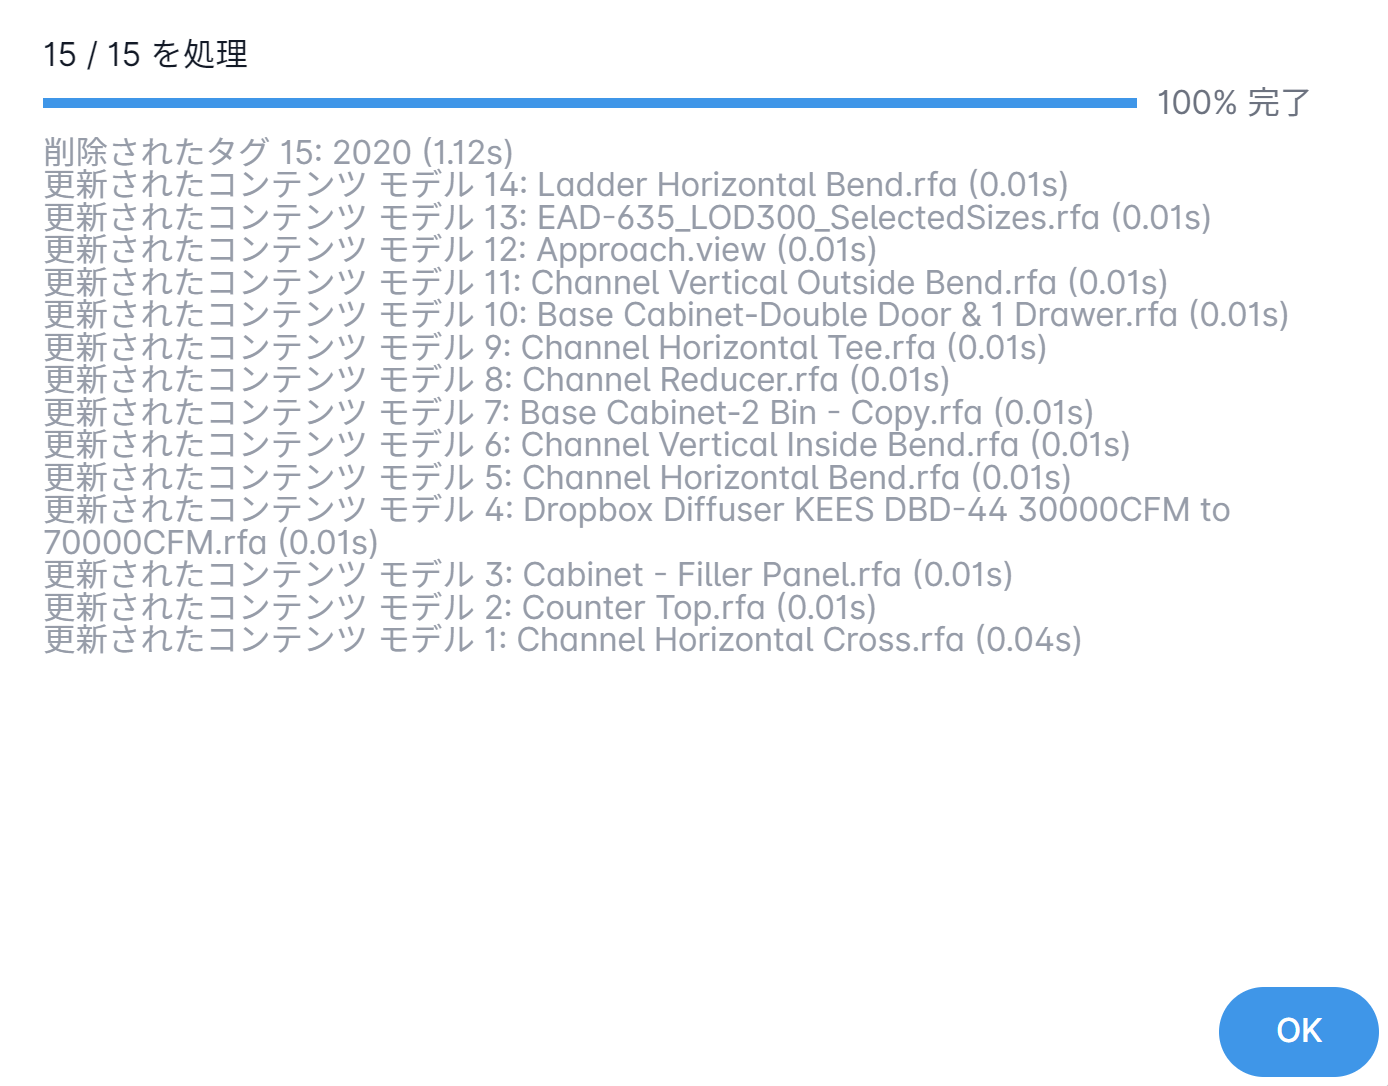 15 / 15 を処理
100% 完了
削除されたタグ 15: 2020 (1.12s)
更新されたコンテンツ モデル 14: Ladder Horizontal Bend.rfa (0.01s)
更新されたコンテンツ モデル 13: EAD-635_LOD300_SelectedSizes.rfa (0.01s)
更新されたコンテンツ モデル 12: Approach.view (0.01s)
更新されたコンテンツ モデル 11: Channel Vertical Outside Bend.rfa (0.01s)
更新されたコンテンツ モデル 10: Base Cabinet-Double Door & 1 Drawer.rfa (0.01s)
更新されたコンテンツ モデル 9: Channel Horizontal Tee.rfa (0.01s)
更新されたコンテンツ モデル 8: Channel Reducer.rfa (0.01s)
更新されたコンテンツ モデル 7: Base Cabinet-2 Bin - Copy.rfa (0.01s)
更新されたコンテンツ モデル 6: Channel Vertical Inside Bend.rfa (0.01s)
更新されたコンテンツ モデル 5: Channel Horizontal Bend.rfa (0.01s)
更新されたコンテンツ モデル 4: Dropbox Diffuser KEES DBD-44 30000CFM to
70000CFM.rfa (0.01s)
更新されたコンテンツ モデル 3: Cabinet - Filler Panel.rfa (0.01s)
更新されたコンテンツ モデル 2: Counter Top.rfa (0.01s)
更新されたコンテンツ モデル 1: Channel Horizontal Cross.rfa (0.04s)
OK